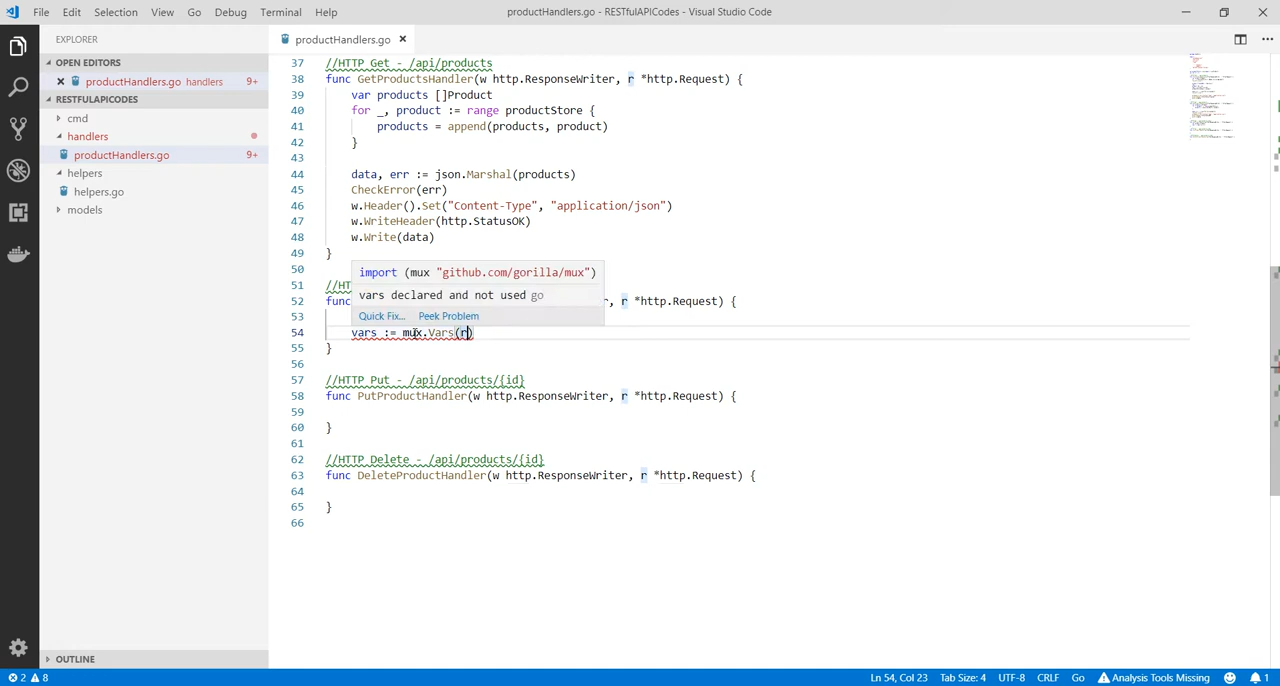 File Edit Selection View Go Debug Terminal Help productHandlers.go - RESTfulAPICodes - Visual Studio Code
EXPLORER
OPEN EDITORS
productHandlers.go handlers 9+
RESTFULAPICODES
cmd
handlers
productHandlers.go 9+
helpers
helpers.go
models
OUTLINE
productHandlers.go
37 //HTTP Get - /api/products
38 func GetProductsHandler(w http.ResponseWriter, r *http.Request) {
39 var products []Product
40 for _, product := range productStore {
41 products = append(products, product)
42 }
43
44 data, err := json.Marshal(products)
45 CheckError(err)
46 w.Header().Set("Content-Type", "application/json")
47 w.WriteHeader(http.StatusOK)
48 w.Write(data)
49 }
50
import (mux "github.com/gorilla/mux")
vars declared and not used go
Quick Fix... Peek Problem
51 //H
52 func r, r *http.Request) {
53
54 vars := mux.Vars(r)
55 }
56
57 //HTTP Put - /api/products/{id}
58 func PutProductHandler(w http.ResponseWriter, r *http.Request) {
59
60 }
61
62 //HTTP Delete - /api/products/{id}
63 func DeleteProductHandler(w http.ResponseWriter, r *http.Request) {
64
65 }
66
2 8 Ln 54, Col 23 Tab Size: 4 UTF-8 CRLF Go Analysis Tools Missing 1